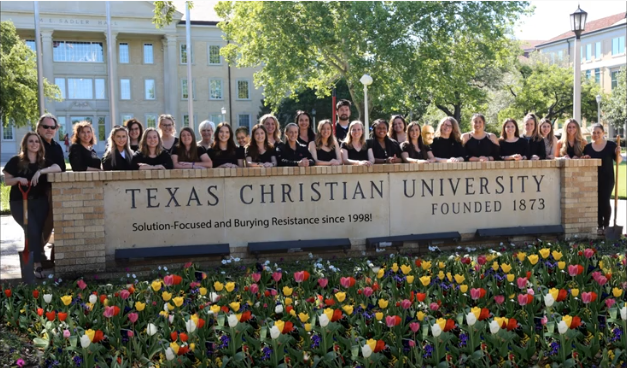 TEXAS CHRISTIAN UNIVERSITY
FOUNDED 1873
Solution-Focused and Burying Resistance since 1998!